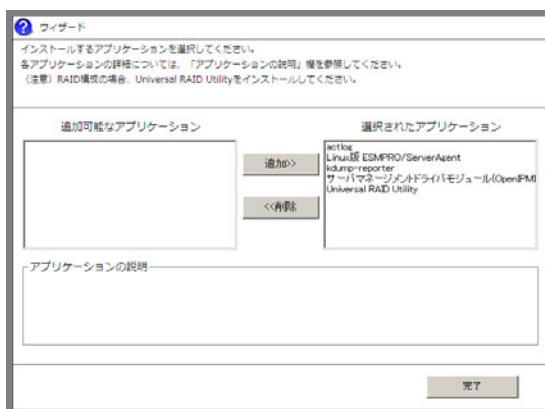 ウィザード
インストールするアプリケーションを選択してください。
各アプリケーションの詳細については、「アプリケーションの説明」欄を参照してください。
（注意）RAID構成の場合、Universal RAID Utilityをインストールしてください。
追加可能なアプリケーション
選択されたアプリケーション
actlog
Linux版 ESMPRO/ServerAgent
kdump-reporter
サーバマネージメントドライバモジュール(OpenIPMI
Universal RAID Utility
追加>>
<<削除
アプリケーションの説明
完了